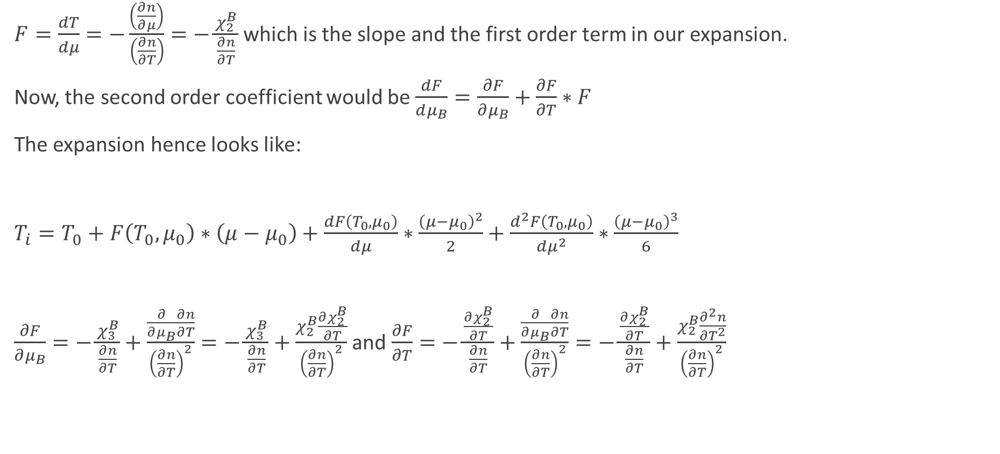 $F = \frac{dT}{d\mu} = -\frac{\left(\frac{\partial n}{\partial \mu}\right)}{\left(\frac{\partial n}{\partial T}\right)} = -\frac{\chi_2^B}{\frac{\partial n}{\partial T}}$ which is the slope and the first order term in our expansion.
Now, the second order coefficient would be $\frac{dF}{d\mu_B} = \frac{\partial F}{\partial \mu_B} + \frac{\partial F}{\partial T} * F$
The expansion hence looks like:
$T_i = T_0 + F(T_0, \mu_0) * (\mu - \mu_0) + \frac{dF(T_0,\mu_0)}{d\mu} * \frac{(\mu-\mu_0)^2}{2} + \frac{d^2F(T_0,\mu_0)}{d\mu^2} * \frac{(\mu-\mu_0)^3}{6}$
$\frac{\partial F}{\partial \mu_B} = -\frac{\chi_3^B}{\frac{\partial n}{\partial T}} + \frac{\frac{\partial}{\partial \mu_B}\frac{\partial n}{\partial T}}{\left(\frac{\partial n}{\partial T}\right)^2} = -\frac{\chi_3^B}{\frac{\partial n}{\partial T}} + \frac{\chi_2^B \frac{\partial \chi_2^B}{\partial T}}{\left(\frac{\partial n}{\partial T}\right)^2}$ and $\frac{\partial F}{\partial T} = -\frac{\frac{\partial \chi_2^B}{\partial T}}{\frac{\partial n}{\partial T}} + \frac{\frac{\partial}{\partial \mu_B}\frac{\partial n}{\partial T}}{\left(\frac{\partial n}{\partial T}\right)^2} = -\frac{\frac{\partial \chi_2^B}{\partial T}}{\frac{\partial n}{\partial T}} + \frac{\chi_2^B \frac{\partial^2 n}{\partial T^2}}{\left(\frac{\partial n}{\partial T}\right)^2}$